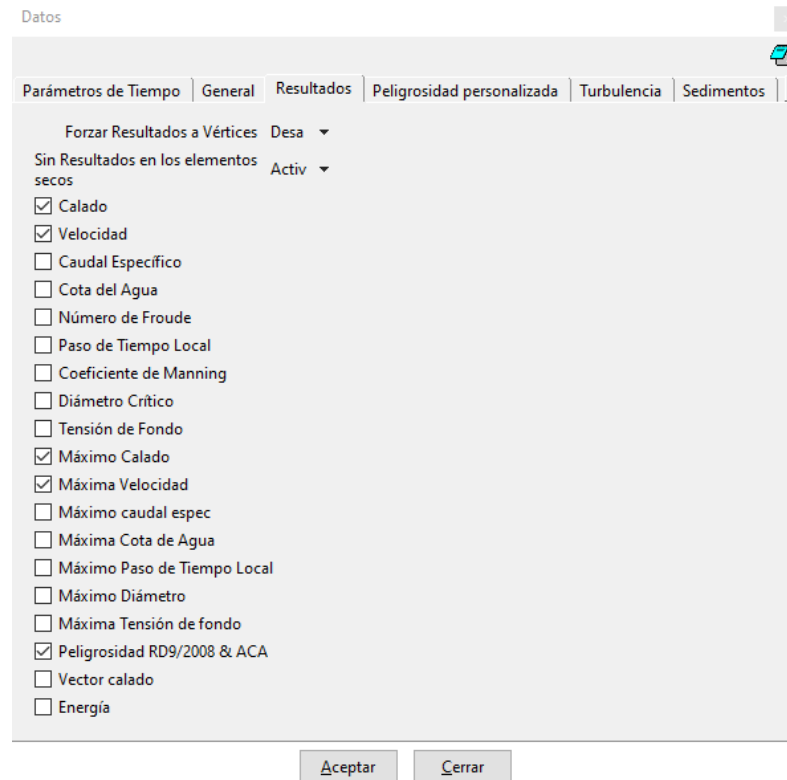 Datos
Parámetros de Tiempo General Resultados Peligrosidad personalizada Turbulencia Sedimentos
Forzar Resultados a Vértices Desa
Sin Resultados en los elementos
secos Activ
Calado
Velocidad
Caudal Específico
Cota del Agua
Número de Froude
Paso de Tiempo Local
Coeficiente de Manning
Diámetro Crítico
Tensión de Fondo
Máximo Calado
Máxima Velocidad
Máximo caudal espec
Máxima Cota de Agua
Máximo Paso de Tiempo Local
Máximo Diámetro
Máxima Tensión de fondo
Peligrosidad RD9/2008 & ACA
Vector calado
Energía
Aceptar Cerrar